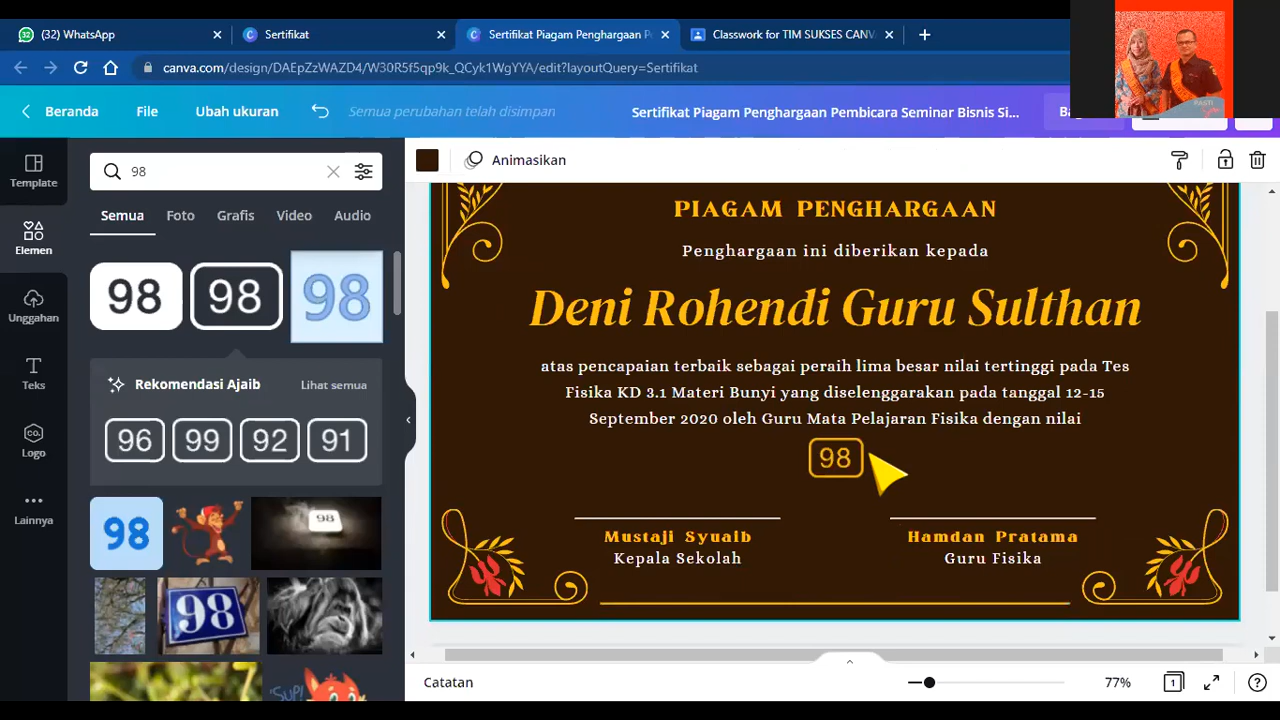 (32) WhatsApp
Sertifikat
Sertifikat Piagam Penghargaan P
Classwork for TIM SUKSES CANV
canva.com/design/DAEpZzWAZD4/W30R5f5qp9k_QCyk1WgYYA/edit?layoutQuery=Sertifikat
PASTI
Beranda
File
Ubah ukuran
Semua perubahan telah disimpan
Sertifikat Piagam Penghargaan Pembicara Seminar Bisnis Si...
Template
Elemen
Unggahan
Teks
CO.
Logo
Lainnya
98
Semua
Foto
Grafis
Video
Audio
98
98
98
Rekomendasi Ajaib
Lihat semua
96
99
92
91
98
98
98
'SUP!
Animasikan
PIAGAM PENGHARGAAN
Penghargaan ini diberikan kepada
Deni Rohendi Guru Sulthan
atas pencapaian terbaik sebagai peraih lima besar nilai tertinggi pada Tes
Fisika KD 3.1 Materi Bunyi yang diselenggarakan pada tanggal 12-15
September 2020 oleh Guru Mata Pelajaran Fisika dengan nilai
98
Mustaji Syuaib
Kepala Sekolah
Hamdan Pratama
Guru Fisika
Catatan
77%
1